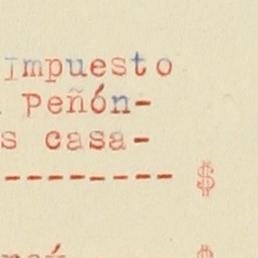 Impuesto
Peñón-
s casa-
-------- $
$